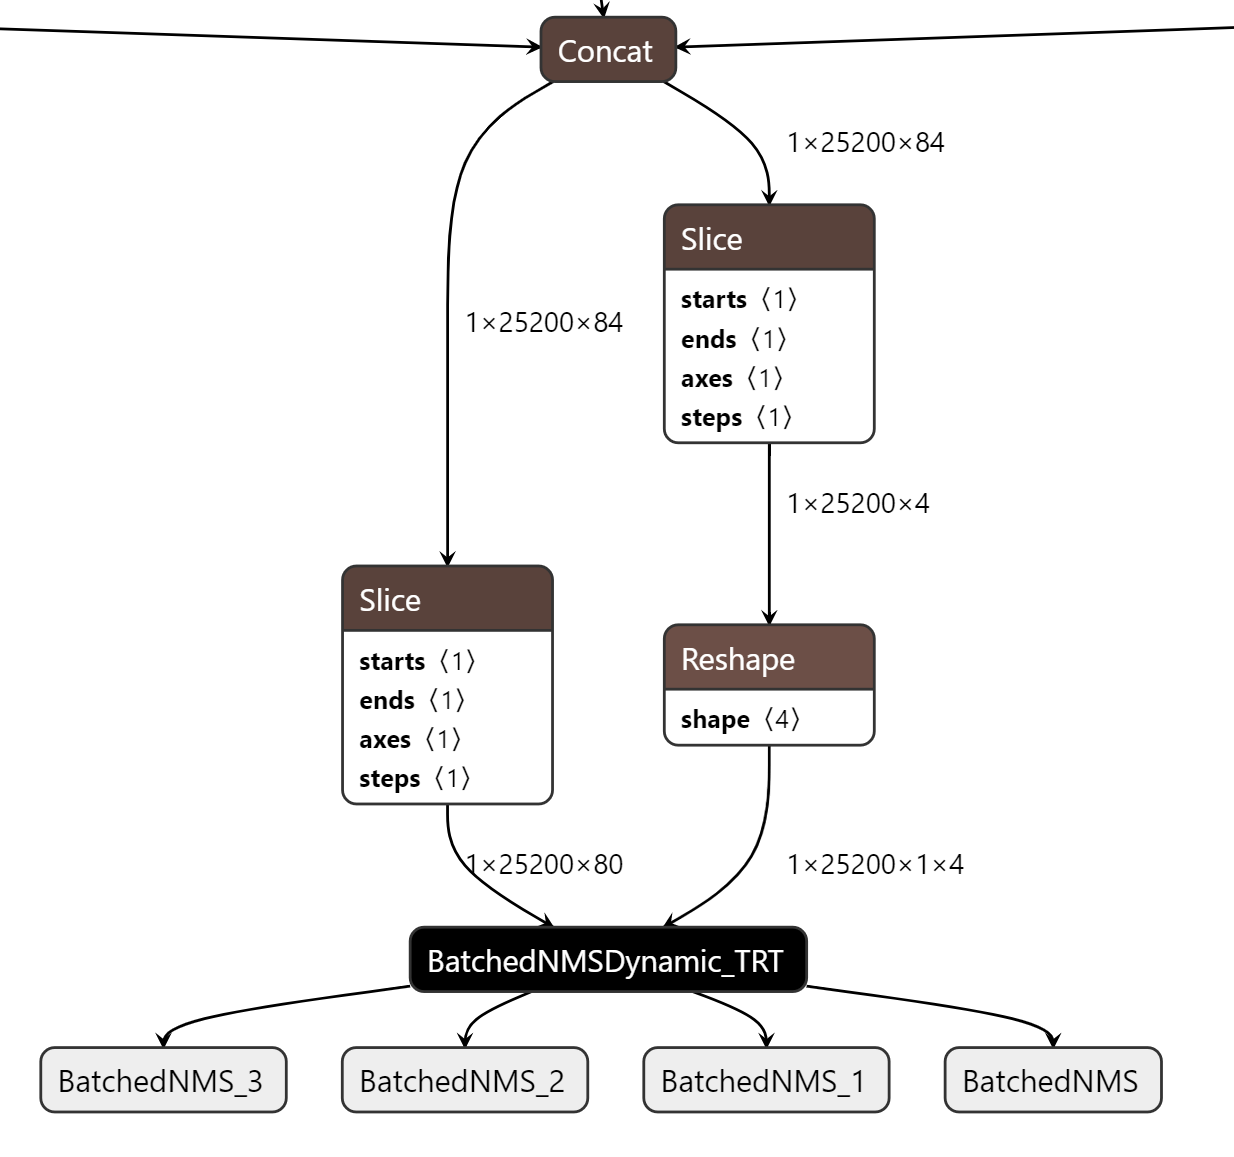 Concat
1×25200×84
Slice
starts 〈1〉
ends 〈1〉
axes 〈1〉
steps 〈1〉
1×25200×84
1×25200×4
Slice
starts 〈1〉
ends 〈1〉
axes 〈1〉
steps 〈1〉
Reshape
shape 〈4〉
1×25200×80
1×25200×1×4
BatchedNMSDynamic_TRT
BatchedNMS_3
BatchedNMS_2
BatchedNMS_1
BatchedNMS